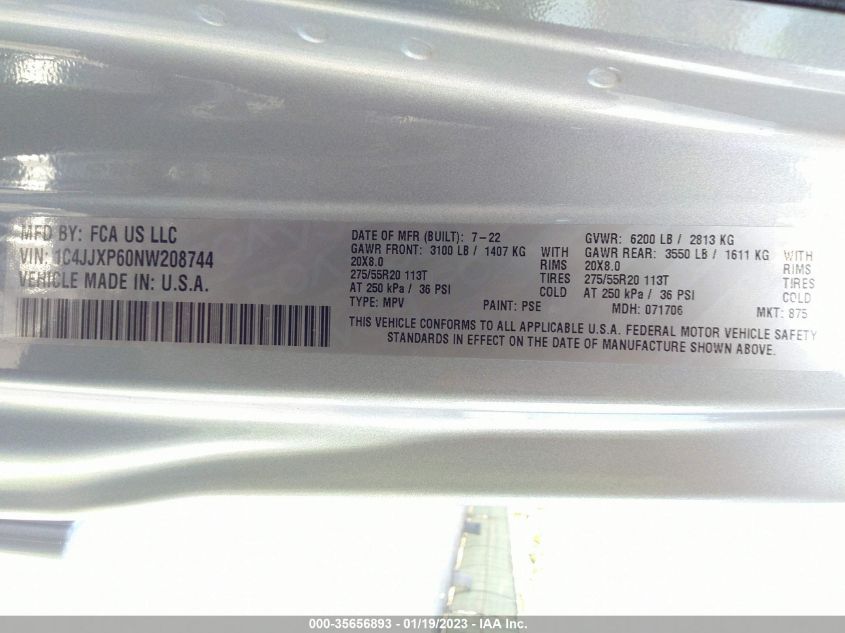 MFD BY: FCA US LLC
VIN: 1C4JJXP60NW208744
VEHICLE MADE IN: U.S.A.
DATE OF MFR (BUILT): 7-22
GVWR: 6200 LB / 2813 KG
GAWR FRONT: 3100 LB / 1407 KG WITH
GAWR REAR: 3550 LB / 1611 KG WITH
20X8.0 RIMS
20X8.0 RIMS
275/55R20 113T TIRES
275/55R20 113T TIRES
AT 250 kPa / 36 PSI COLD
AT 250 kPa / 36 PSI COLD
TYPE: MPV PAINT: PSE MDH: 071706 MKT: 875
THIS VEHICLE CONFORMS TO ALL APPLICABLE U.S.A. FEDERAL MOTOR VEHICLE SAFETY
STANDARDS IN EFFECT ON THE DATE OF MANUFACTURE SHOWN ABOVE.
000-35656893 - 01/19/2023 - IAA Inc.